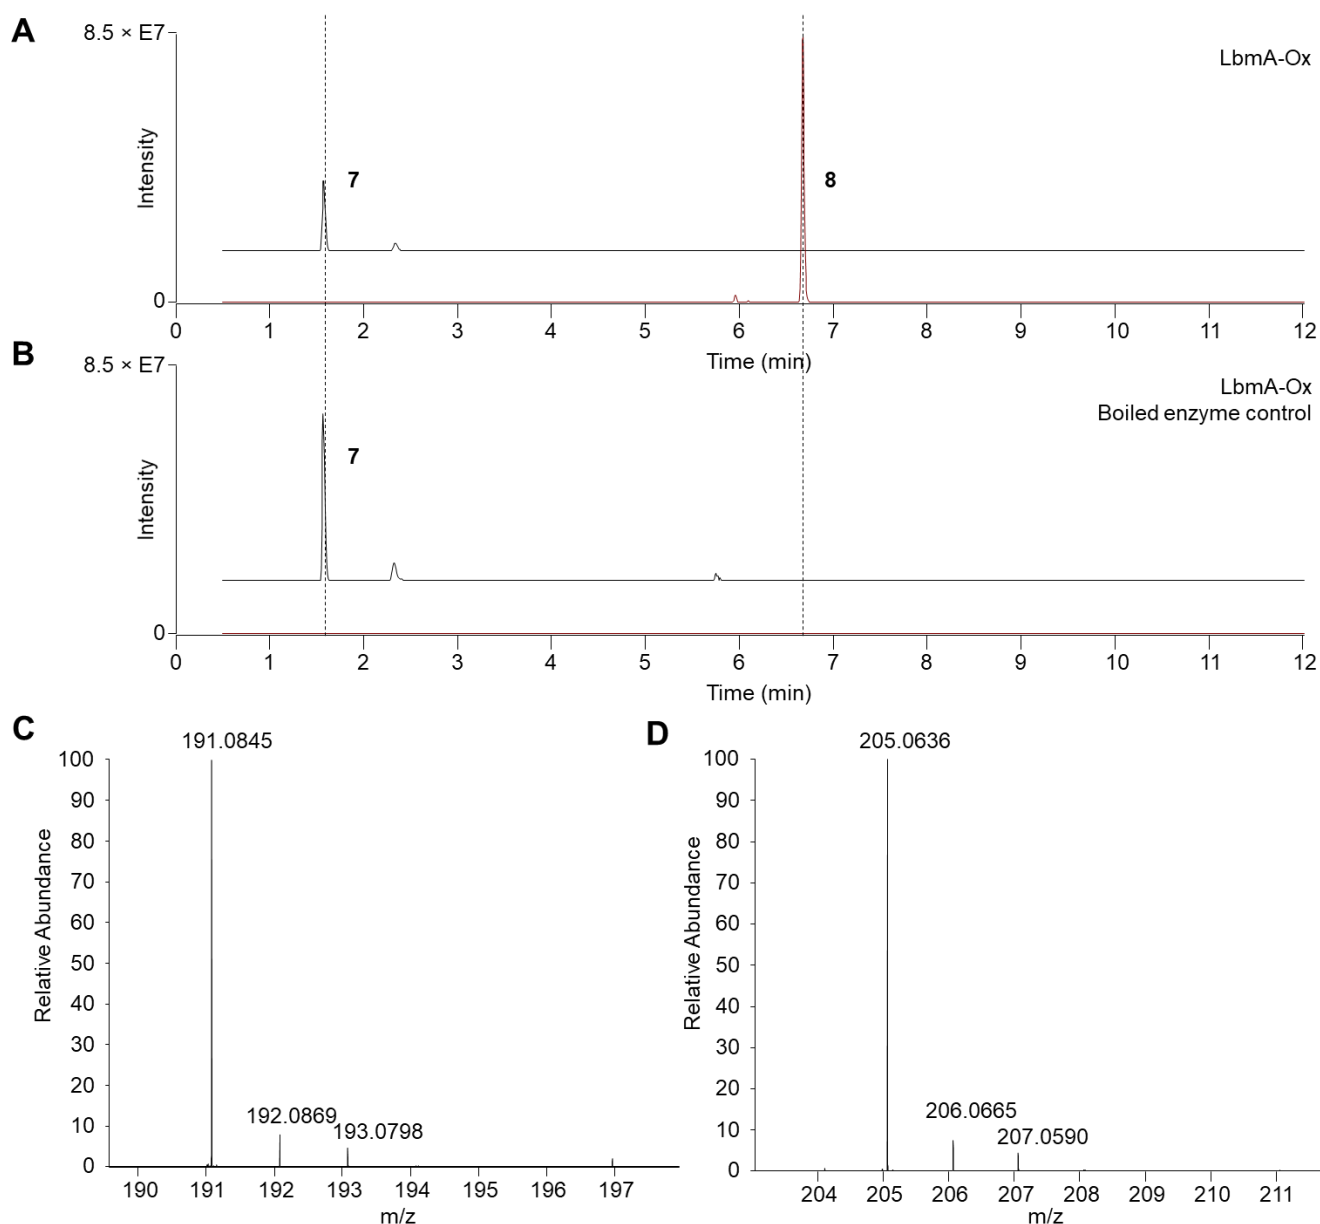 A
8.5 × E7
LbmA-Ox
Intensity
7
8
0
0 1 2 3 4 5 6 7 8 9 10 11 12
Time (min)
B
8.5 × E7
LbmA-Ox
Boiled enzyme control
Intensity
7
0
0 1 2 3 4 5 6 7 8 9 10 11 12
Time (min)
C
191.0845
100
90
80
70
60
50
40
30
20
10
0
Relative Abundance
192.0869
193.0798
190 191 192 193 194 195 196 197
m/z
D
205.0636
100
90
80
70
60
50
40
30
20
10
0
Relative Abundance
206.0665
207.0590
204 205 206 207 208 209 210 211
m/z